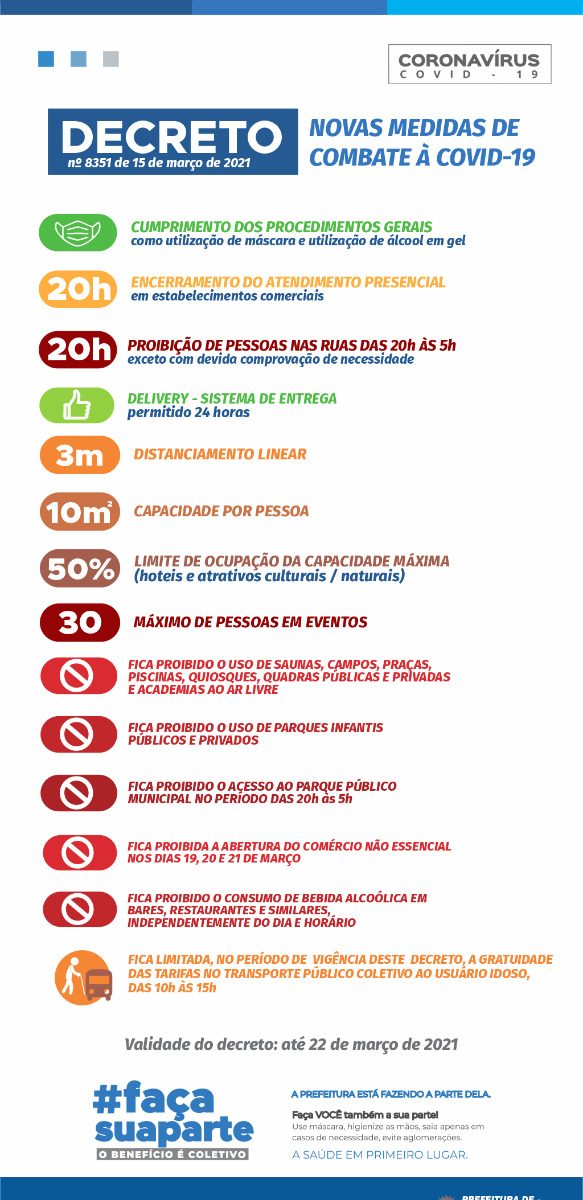 CORONAVÍRUS
COVID - 19
DECRETO
nº 8351 de 15 de março de 2021
NOVAS MEDIDAS DE
COMBATE À COVID-19
CUMPRIMENTO DOS PROCEDIMENTOS GERAIS
como utilização de máscara e utilização de álcool em gel
20h
ENCERRAMENTO DO ATENDIMENTO PRESENCIAL
em estabelecimentos comerciais
20h
PROIBIÇÃO DE PESSOAS NAS RUAS DAS 20h ÀS 5h
exceto com devida comprovação de necessidade
DELIVERY - SISTEMA DE ENTREGA
permitido 24 horas
3m
DISTANCIAMENTO LINEAR
10m²
CAPACIDADE POR PESSOA
50%
LIMITE DE OCUPAÇÃO DA CAPACIDADE MÁXIMA
(hoteis e atrativos culturais / naturais)
30
MÁXIMO DE PESSOAS EM EVENTOS
FICA PROIBIDO O USO DE SAUNAS, CAMPOS, PRAÇAS,
PISCINAS, QUIOSQUES, QUADRAS PÚBLICAS E PRIVADAS
E ACADEMIAS AO AR LIVRE
FICA PROIBIDO O USO DE PARQUES INFANTIS
PÚBLICOS E PRIVADOS
FICA PROIBIDO O ACESSO AO PARQUE PÚBLICO
MUNICIPAL NO PERÍODO DAS 20h às 5h
FICA PROIBIDA A ABERTURA DO COMÉRCIO NÃO ESSENCIAL
NOS DIAS 19, 20 E 21 DE MARÇO
FICA PROIBIDO O CONSUMO DE BEBIDA ALCOÓLICA EM
BARES, RESTAURANTES E SIMILARES,
INDEPENDENTEMENTE DO DIA E HORÁRIO
FICA LIMITADA, NO PERÍODO DE VIGÊNCIA DESTE DECRETO, A GRATUIDADE
DAS TARIFAS NO TRANSPORTE PÚBLICO COLETIVO AO USUÁRIO IDOSO,
DAS 10h ÀS 15h
Validade do decreto: até 22 de março de 2021
#faça
suaparte
O BENEFÍCIO É COLETIVO
A PREFEITURA ESTÁ FAZENDO A PARTE DELA.
Faça VOCÊ também a sua parte!
Use máscara, higienize as mãos, saia apenas em
casos de necessidade, evite aglomerações.
A SAÚDE EM PRIMEIRO LUGAR.
PREFEITURA DE